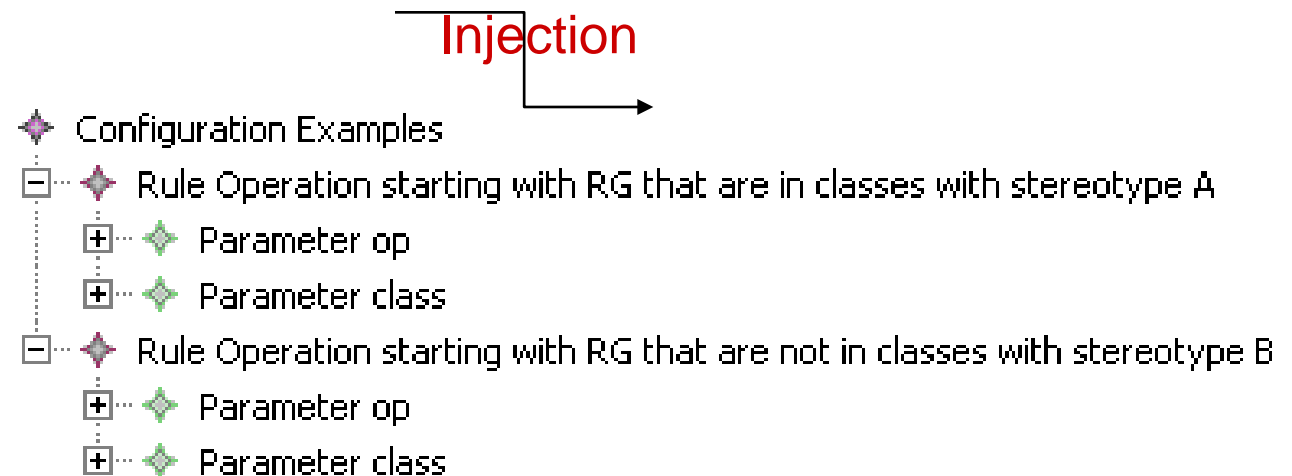 Injection
Configuration Examples
Rule Operation starting with RG that are in classes with stereotype A
Parameter op
Parameter class
Rule Operation starting with RG that are not in classes with stereotype B
Parameter op
Parameter class